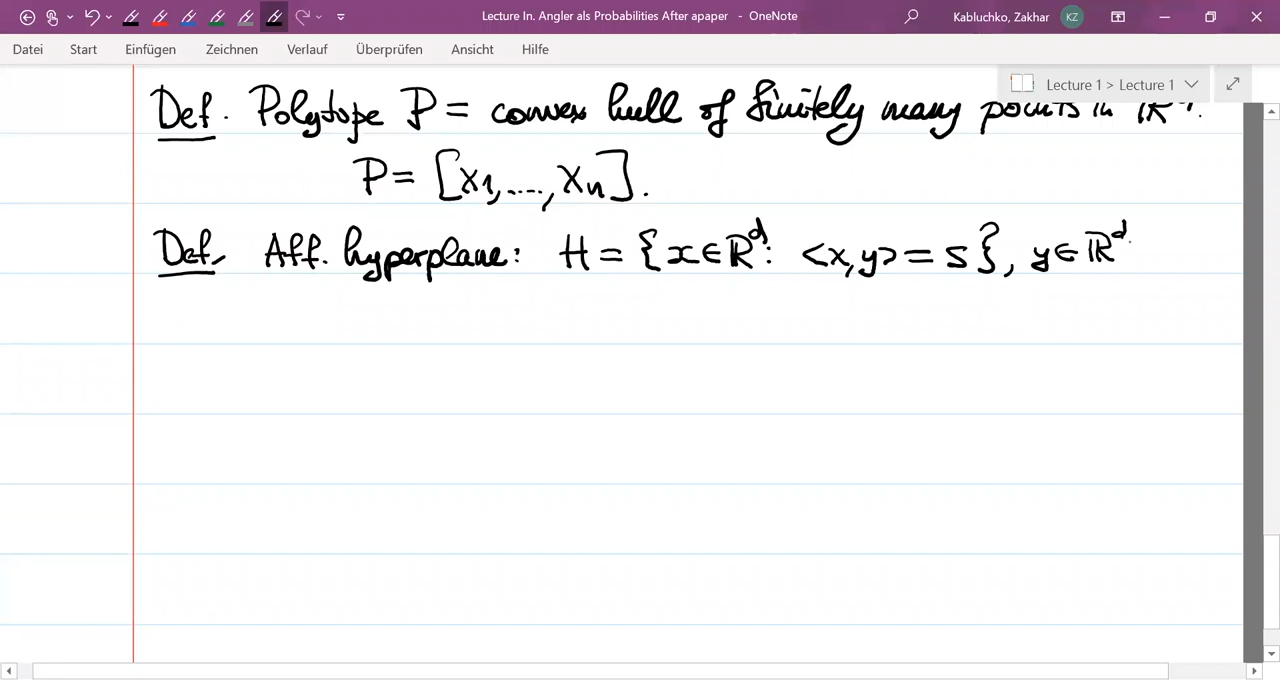 Lecture In. Angler als Probabilities After apaper - OneNote
Kabluchko, Zakhar KZ
Datei Start Einfügen Zeichnen Verlauf Überprüfen Ansicht Hilfe
Lecture 1 > Lecture 1
Def. Polytope P = convex hull of finitely many points in ℝᵈ.
P = [x₁,....,xₙ].
Def. Aff. hyperplane: H = {x∈ℝᵈ: <x,y> = s}, y∈ℝᵈ